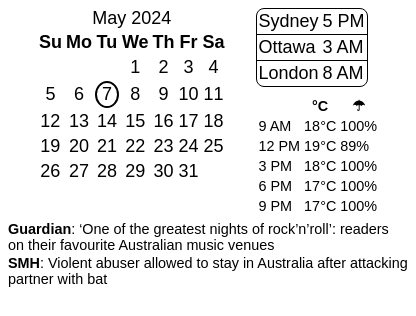 May 2024
Su Mo Tu We Th Fr Sa
1 2 3 4
5 6 7 8 9 10 11
12 13 14 15 16 17 18
19 20 21 22 23 24 25
26 27 28 29 30 31
Sydney 5 PM
Ottawa 3 AM
London 8 AM
°C ☂
9 AM 18°C 100%
12 PM 19°C 89%
3 PM 18°C 100%
6 PM 17°C 100%
9 PM 17°C 100%
Guardian: ‘One of the greatest nights of rock’n’roll’: readers
on their favourite Australian music venues
SMH: Violent abuser allowed to stay in Australia after attacking
partner with bat